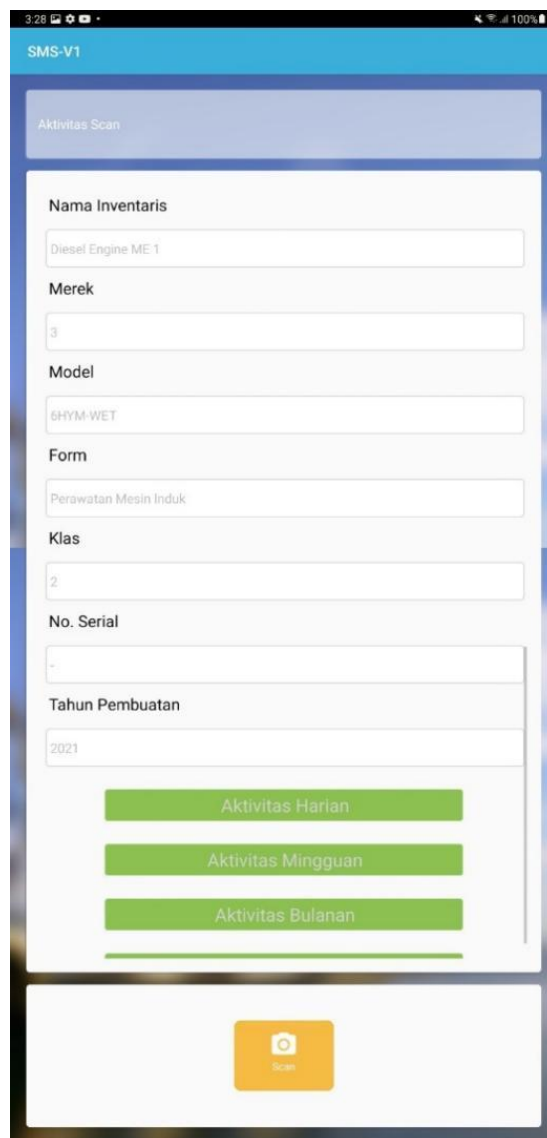 3:28 100%
SMS-V1
Aktivitas Scan
Nama Inventaris
Diesel Engine ME 1
Merek
3
Model
6HYM-WET
Form
Perawatan Mesin Induk
Klas
2
No. Serial
-
Tahun Pembuatan
2021
Aktivitas Harian
Aktivitas Mingguan
Aktivitas Bulanan
Scan